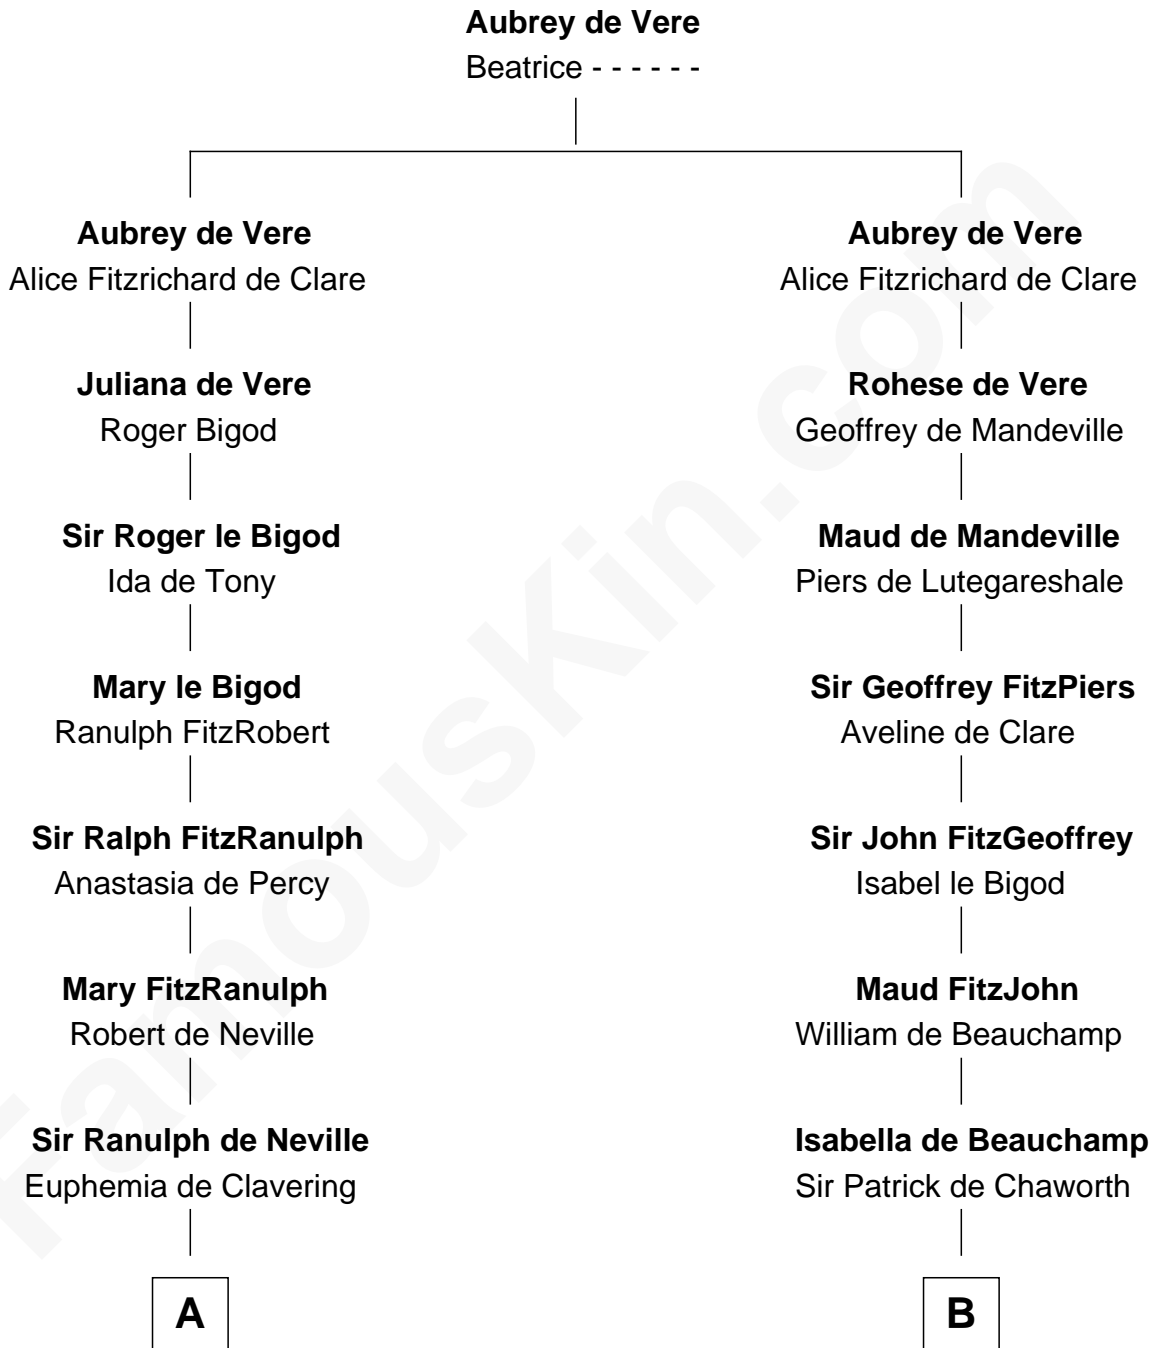 Aubrey de Vere
Beatrice - - - - - -
Aubrey de Vere
Alice Fitzrichard de Clare
Juliana de Vere
Roger Bigod
Sir Roger le Bigod
Ida de Tony
Mary le Bigod
Ranulph FitzRobert
Sir Ralph FitzRanulph
Anastasia de Percy
Mary FitzRanulph
Robert de Neville
Sir Ranulph de Neville
Euphemia de Clavering
A
Aubrey de Vere
Alice Fitzrichard de Clare
Rohese de Vere
Geoffrey de Mandeville
Maud de Mandeville
Piers de Lutegareshale
Sir Geoffrey FitzPiers
Aveline de Clare
Sir John FitzGeoffrey
Isabel le Bigod
Maud FitzJohn
William de Beauchamp
Isabella de Beauchamp
Sir Patrick de Chaworth
B
FamousKin.com